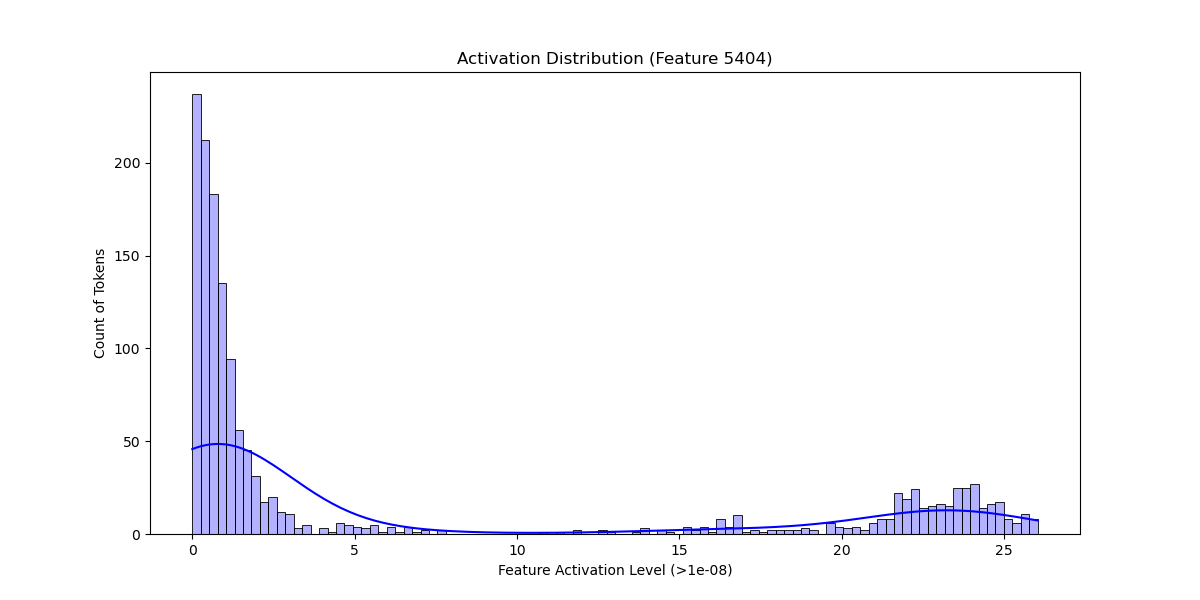 Activation Distribution (Feature 5404)
Count of Tokens
200
150
100
50
0
0 5 10 15 20 25
Feature Activation Level (>1e-08)